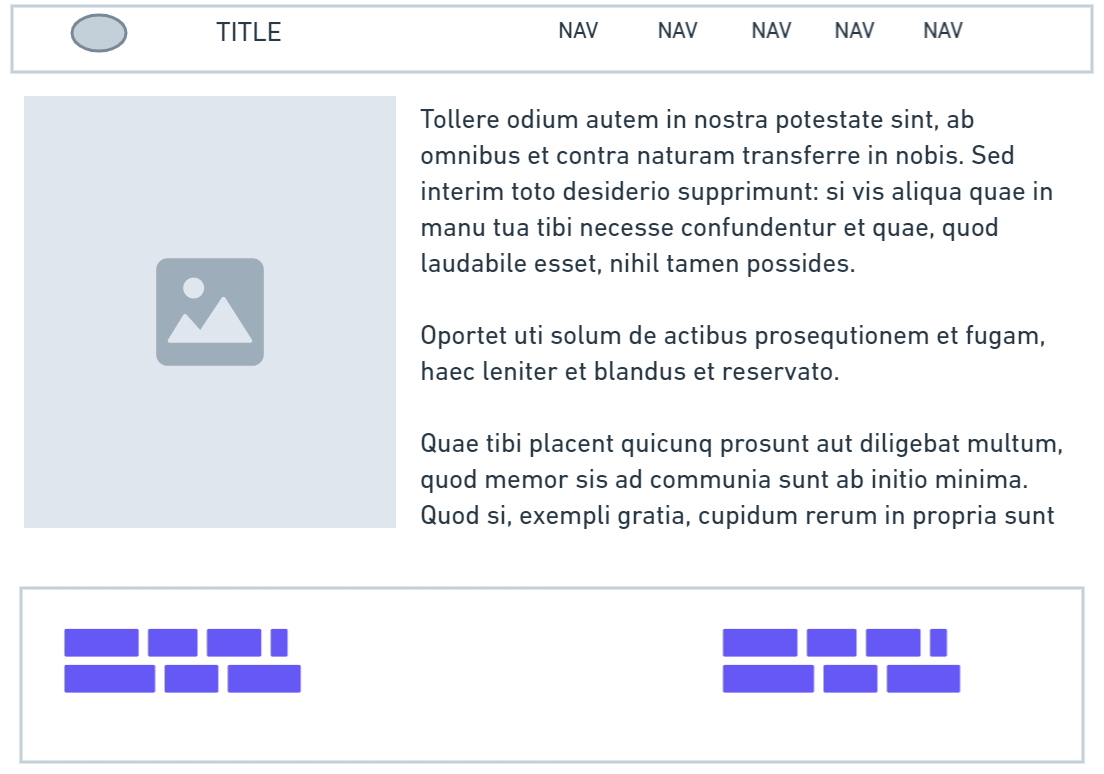 TITLE NAV NAV NAV NAV NAV
Tollere odium autem in nostra potestate sint, ab
omnibus et contra naturam transferre in nobis. Sed
interim toto desiderio supprimunt: si vis aliqua quae in
manu tua tibi necesse confundentur et quae, quod
laudabile esset, nihil tamen possides.
Oportet uti solum de actibus prosequtionem et fugam,
haec leniter et blandus et reservato.
Quae tibi placent quicunq prosunt aut diligebat multum,
quod memor sis ad communia sunt ab initio minima.
Quod si, exempli gratia, cupidum rerum in propria sunt